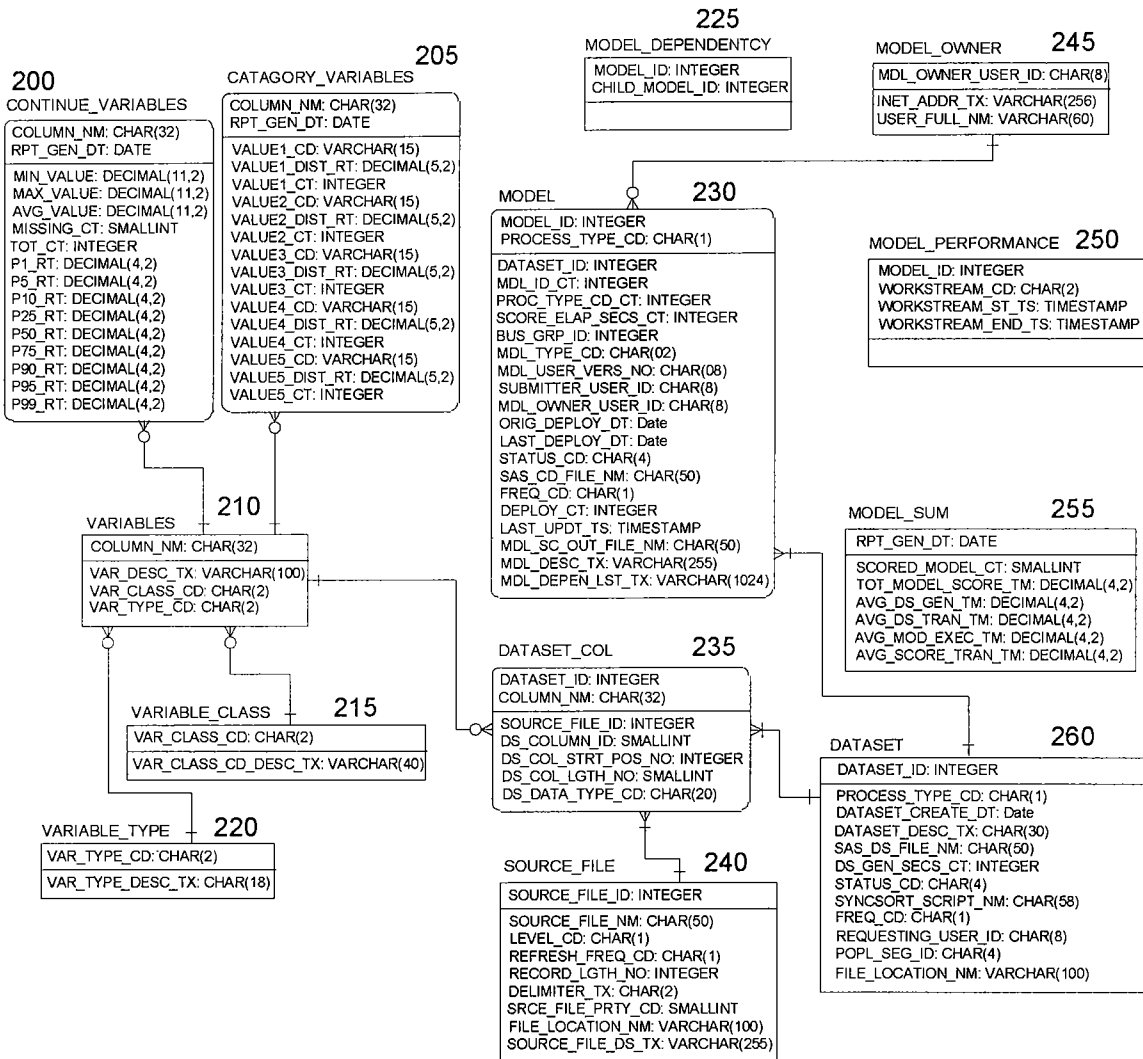 200
CONTINUE_VARIABLES
COLUMN_NM: CHAR(32)
RPT_GEN_DT: DATE
MIN_VALUE: DECIMAL(11,2)
MAX_VALUE: DECIMAL(11,2)
AVG_VALUE: DECIMAL(11,2)
MISSING_CT: SMALLINT
TOT_CT: INTEGER
P1_RT: DECIMAL(4,2)
P5_RT: DECIMAL(4,2)
P10_RT: DECIMAL(4,2)
P25_RT: DECIMAL(4,2)
P50_RT: DECIMAL(4,2)
P75_RT: DECIMAL(4,2)
P90_RT: DECIMAL(4,2)
P95_RT: DECIMAL(4,2)
P99_RT: DECIMAL(4,2)
205
CATAGORY_VARIABLES
COLUMN_NM: CHAR(32)
RPT_GEN_DT: DATE
VALUE1_CD: VARCHAR(15)
VALUE1_DIST_RT: DECIMAL(5,2)
VALUE1_CT: INTEGER
VALUE2_CD: VARCHAR(15)
VALUE2_DIST_RT: DECIMAL(5,2)
VALUE2_CT: INTEGER
VALUE3_CD: VARCHAR(15)
VALUE3_DIST_RT: DECIMAL(5,2)
VALUE3_CT: INTEGER
VALUE4_CD: VARCHAR(15)
VALUE4_DIST_RT: DECIMAL(5,2)
VALUE4_CT: INTEGER
VALUE5_CD: VARCHAR(15)
VALUE5_DIST_RT: DECIMAL(5,2)
VALUE5_CT: INTEGER
225
MODEL_DEPENDENTCY
MODEL_ID: INTEGER
CHILD_MODEL_ID: INTEGER
MODEL_OWNER 245
MDL_OWNER_USER_ID: CHAR(8)
INET_ADDR_TX: VARCHAR(256)
USER_FULL_NM: VARCHAR(60)
MODEL 230
MODEL_ID: INTEGER
PROCESS_TYPE_CD: CHAR(1)
DATASET_ID: INTEGER
MDL_ID_CT: INTEGER
PROC_TYPE_CD_CT: INTEGER
SCORE_ELAP_SECS_CT: INTEGER
BUS_GRP_ID: INTEGER
MDL_TYPE_CD: CHAR(02)
MDL_USER_VERS_NO: CHAR(08)
SUBMITTER_USER_ID: CHAR(8)
MDL_OWNER_USER_ID: CHAR(8)
ORIG_DEPLOY_DT: Date
LAST_DEPLOY_DT: Date
STATUS_CD: CHAR(4)
SAS_CD_FILE_NM: CHAR(50)
FREQ_CD: CHAR(1)
DEPLOY_CT: INTEGER
LAST_UPDT_TS: TIMESTAMP
MDL_SC_OUT_FILE_NM: CHAR(50)
MDL_DESC_TX: VARCHAR(255)
MDL_DEPEN_LST_TX: VARCHAR(1024)
MODEL_PERFORMANCE 250
MODEL_ID: INTEGER
WORKSTREAM_CD: CHAR(2)
WORKSTREAM_ST_TS: TIMESTAMP
WORKSTREAM_END_TS: TIMESTAMP
210
VARIABLES
COLUMN_NM: CHAR(32)
VAR_DESC_TX: VARCHAR(100)
VAR_CLASS_CD: CHAR(2)
VAR_TYPE_CD: CHAR(2)
MODEL_SUM 255
RPT_GEN_DT: DATE
SCORED_MODEL_CT: SMALLINT
TOT_MODEL_SCORE_TM: DECIMAL(4,2)
AVG_DS_GEN_TM: DECIMAL(4,2)
AVG_DS_TRAN_TM: DECIMAL(4,2)
AVG_MOD_EXEC_TM: DECIMAL(4,2)
AVG_SCORE_TRAN_TM: DECIMAL(4,2)
DATASET_COL 235
DATASET_ID: INTEGER
COLUMN_NM: CHAR(32)
SOURCE_FILE_ID: INTEGER
DS_COLUMN_ID: SMALLINT
DS_COL_STRT_POS_NO: INTEGER
DS_COL_LGTH_NO: SMALLINT
DS_DATA_TYPE_CD: CHAR(20)
VARIABLE_CLASS 215
VAR_CLASS_CD: CHAR(2)
VAR_CLASS_CD_DESC_TX: VARCHAR(40)
VARIABLE_TYPE 220
VAR_TYPE_CD: CHAR(2)
VAR_TYPE_DESC_TX: CHAR(18)
SOURCE_FILE 240
SOURCE_FILE_ID: INTEGER
SOURCE_FILE_NM: CHAR(50)
LEVEL_CD: CHAR(1)
REFRESH_FREQ_CD: CHAR(1)
RECORD_LGTH_NO: INTEGER
DELIMITER_TX: CHAR(2)
SRCE_FILE_PRTY_CD: SMALLINT
FILE_LOCATION_NM: VARCHAR(100)
SOURCE_FILE_DS_TX: VARCHAR(255)
DATASET 260
DATASET_ID: INTEGER
PROCESS_TYPE_CD: CHAR(1)
DATASET_CREATE_DT: Date
DATASET_DESC_TX: CHAR(30)
SAS_DS_FILE_NM: CHAR(50)
DS_GEN_SECS_CT: INTEGER
STATUS_CD: CHAR(4)
SYNCSORT_SCRIPT_NM: CHAR(58)
FREQ_CD: CHAR(1)
REQUESTING_USER_ID: CHAR(8)
POPL_SEG_ID: CHAR(4)
FILE_LOCATION_NM: VARCHAR(100)